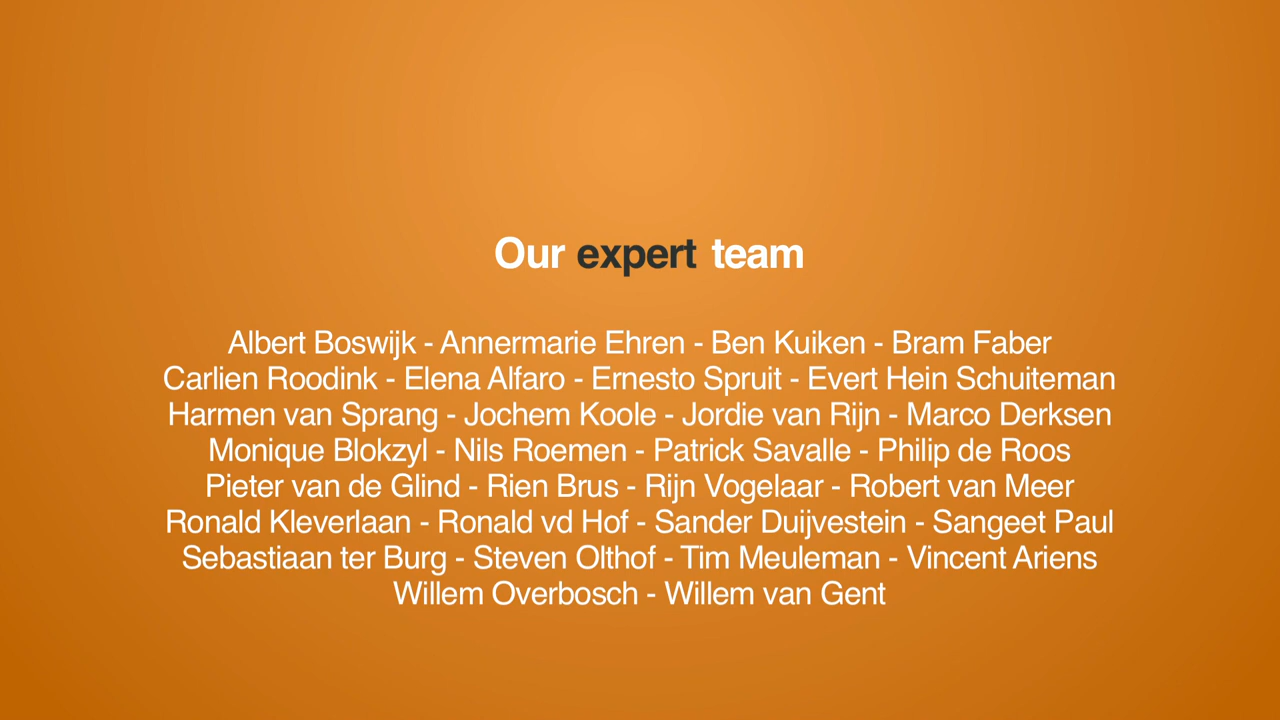 Our expert team
Albert Boswijk - Annermarie Ehren - Ben Kuiken - Bram Faber
Carlien Roodink - Elena Alfaro - Ernesto Spruit - Evert Hein Schuiteman
Harmen van Sprang - Jochem Koole - Jordie van Rijn - Marco Derksen
Monique Blokzyl - Nils Roemen - Patrick Savalle - Philip de Roos
Pieter van de Glind - Rien Brus - Rijn Vogelaar - Robert van Meer
Ronald Kleverlaan - Ronald vd Hof - Sander Duijvestein - Sangeet Paul
Sebastiaan ter Burg - Steven Olthof - Tim Meuleman - Vincent Ariens
Willem Overbosch - Willem van Gent